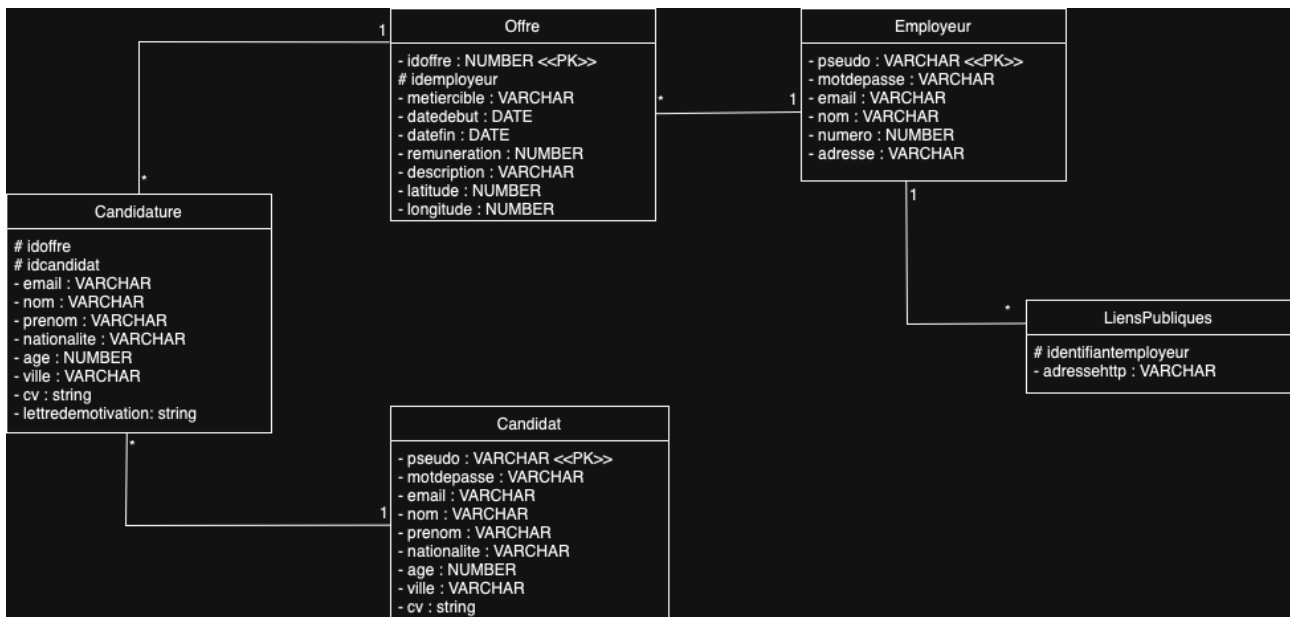 Offre
- idoffre : NUMBER <<PK>>
# idemployeur
- metiercible : VARCHAR
- datedebut : DATE
- datefin : DATE
- remuneration : NUMBER
- description : VARCHAR
- latitude : NUMBER
- longitude : NUMBER
Employeur
- pseudo : VARCHAR <<PK>>
- motdepasse : VARCHAR
- email : VARCHAR
- nom : VARCHAR
- numero : NUMBER
- adresse : VARCHAR
1
*
*
1
1
*
Candidature
# idoffre
# idcandidat
- email : VARCHAR
- nom : VARCHAR
- prenom : VARCHAR
- nationalite : VARCHAR
- age : NUMBER
- ville : VARCHAR
- cv : string
- lettredemotivation: string
LiensPubliques
# identifiantemployeur
- adressehttp : VARCHAR
*
1
Candidat
- pseudo : VARCHAR <<PK>>
- motdepasse : VARCHAR
- email : VARCHAR
- nom : VARCHAR
- prenom : VARCHAR
- nationalite : VARCHAR
- age : NUMBER
- ville : VARCHAR
- cv : string